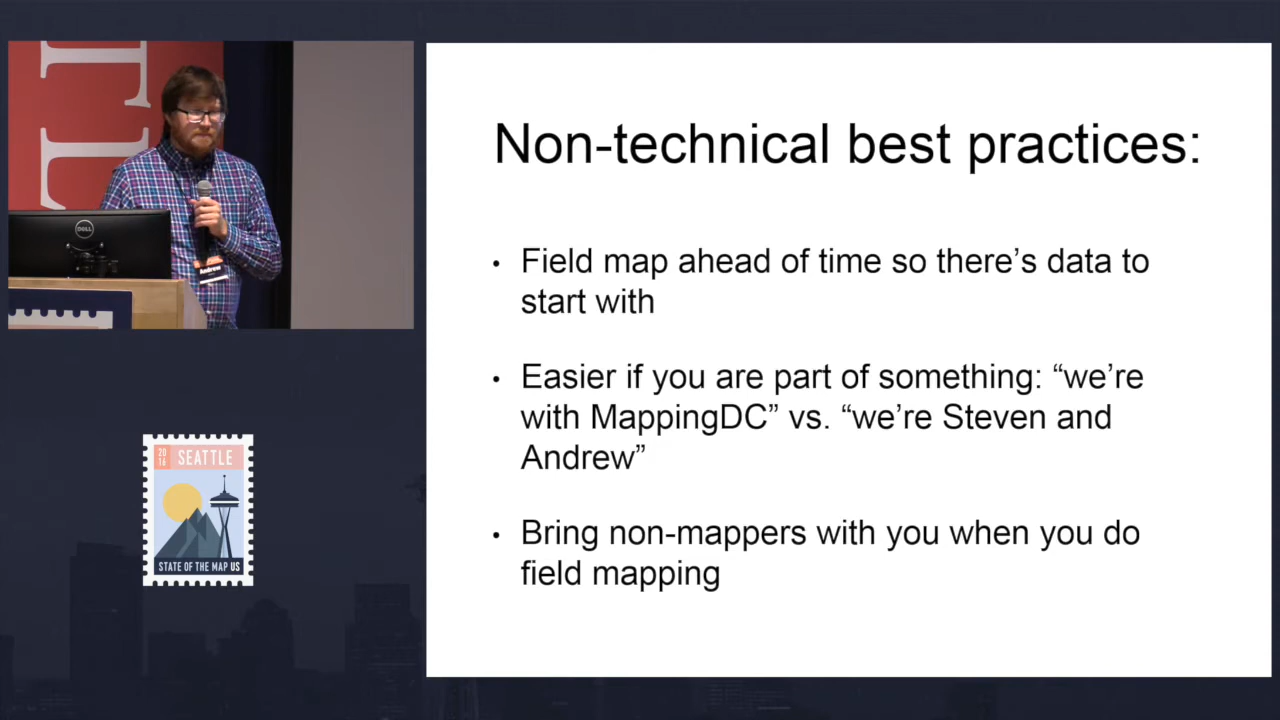 DELL
Andrew
2016
SEATTLE
STATE OF THE MAP US
Non-technical best practices:
• Field map ahead of time so there’s data to
start with
• Easier if you are part of something: “we’re
with MappingDC” vs. “we’re Steven and
Andrew”
• Bring non-mappers with you when you do
field mapping